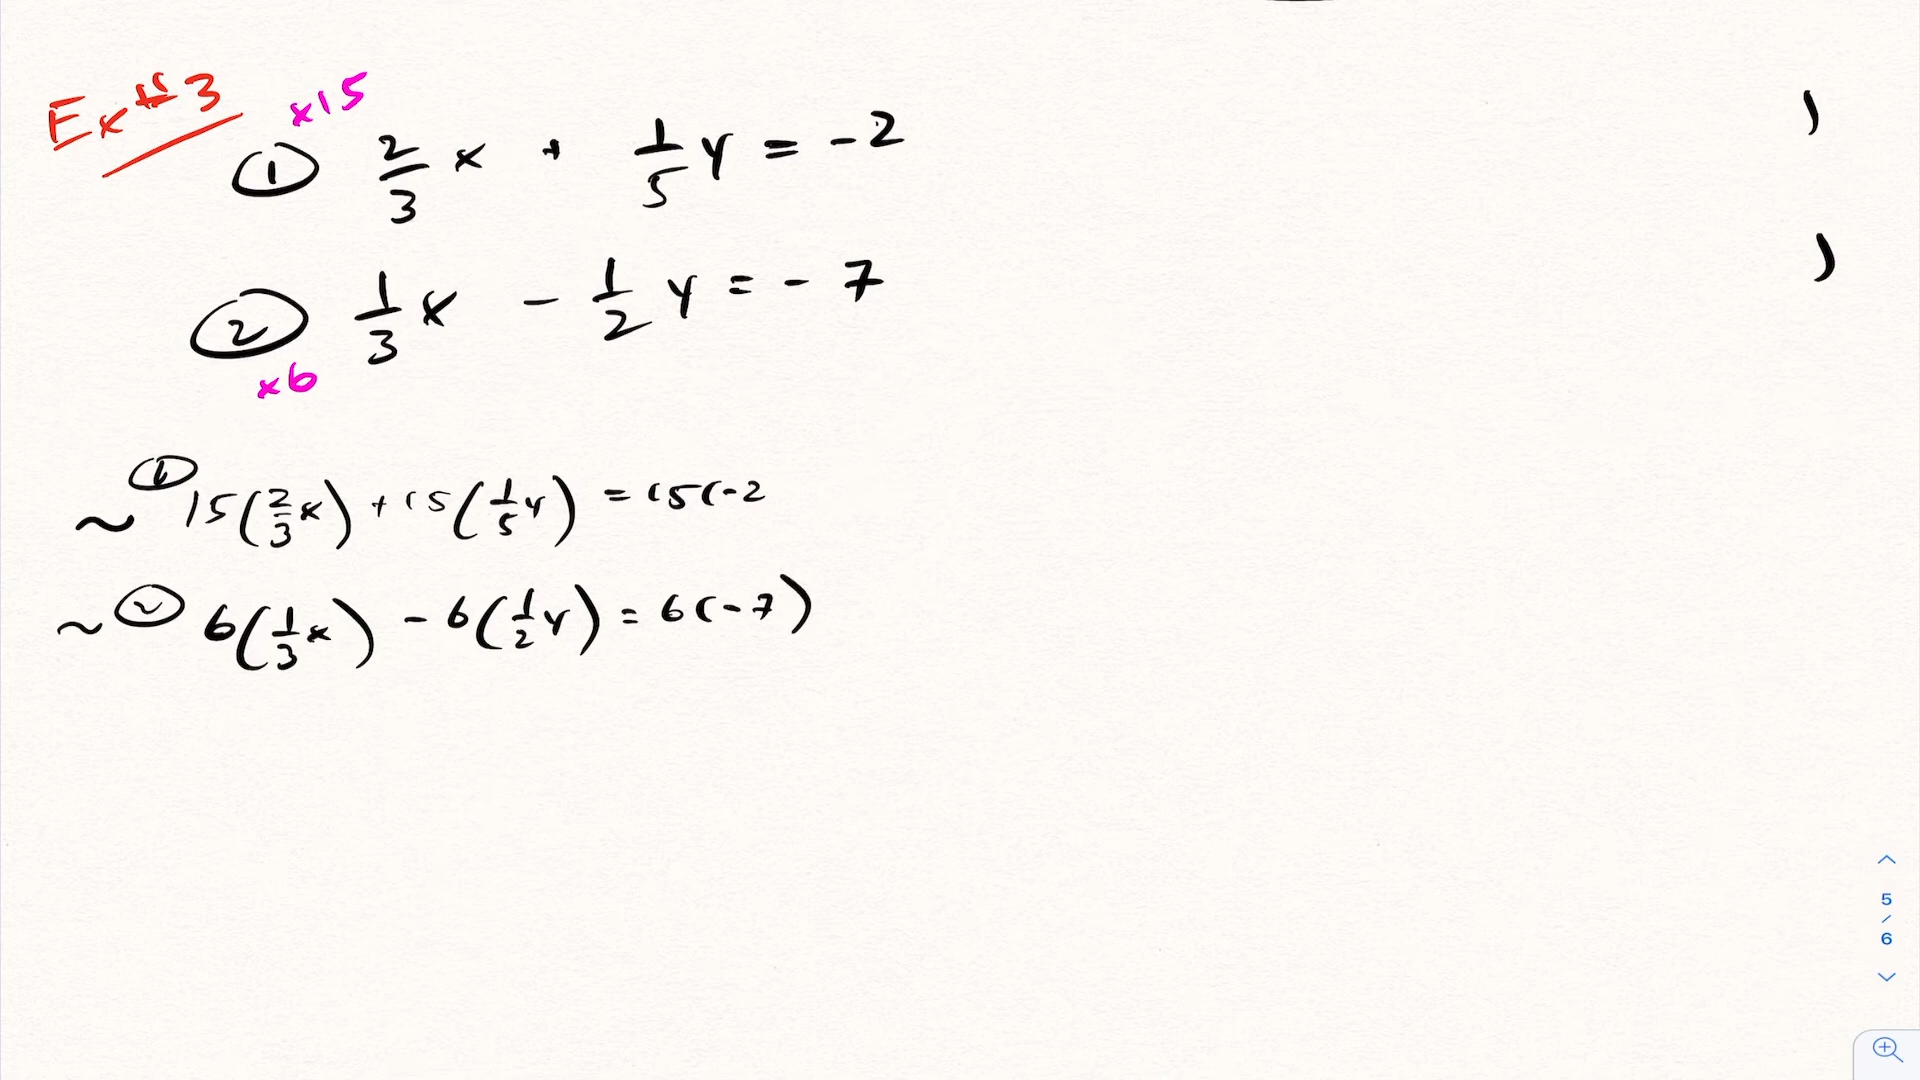 Ex#3
×15
① 2/3 x + 1/5 y = -2
② 1/3 x - 1/2 y = - 7
×6
~① 15(2/3 x) + 15(1/5 y) = 15(-2
~② 6(1/3 x) - 6(1/2 y) = 6(-7)
)
)
5
/
6